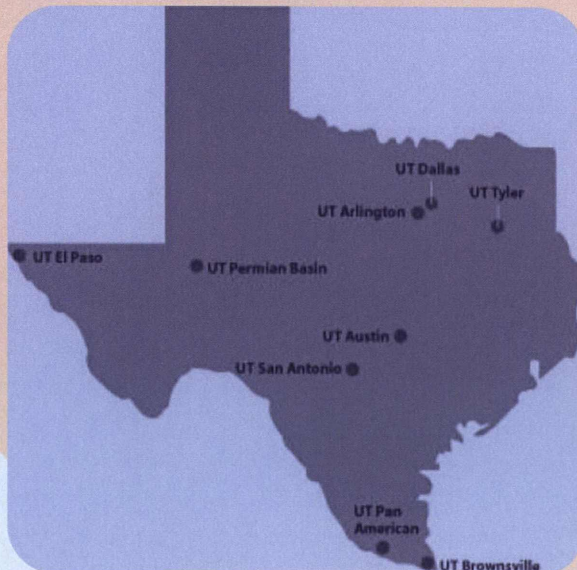 UT Dallas
UT Tyler
UT Arlington
UT El Paso
UT Permian Basin
UT Austin
UT San Antonio
UT Pan
American
UT Brownsville